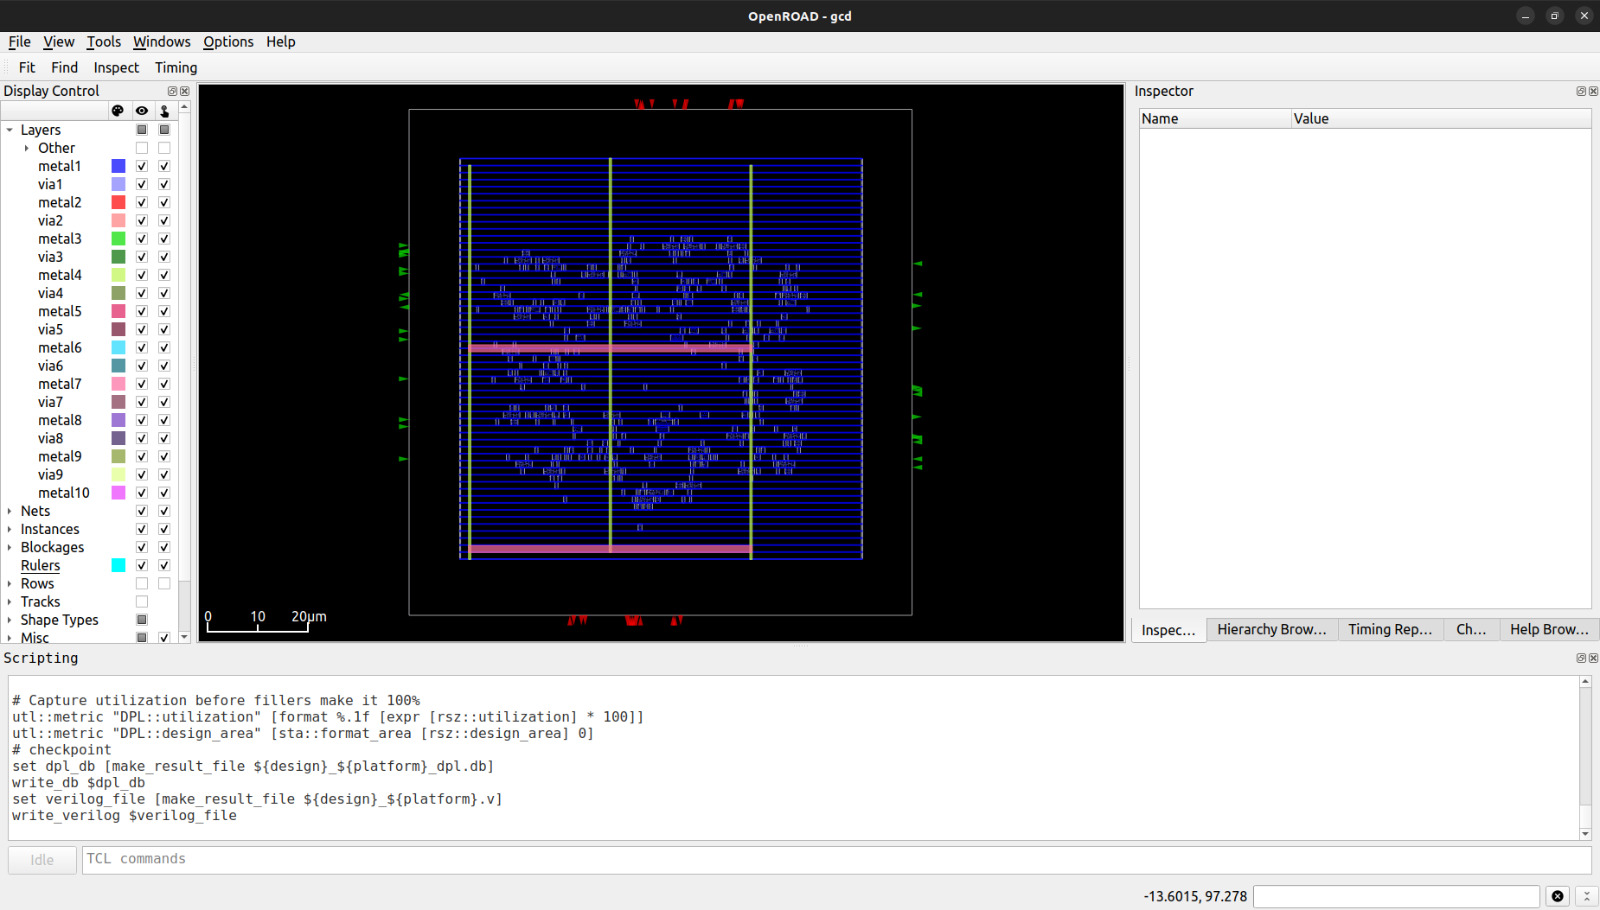 OpenROAD - gcd
File View Tools Windows Options Help
Fit Find Inspect Timing
Display Control
Layers
Other
metal1
via1
metal2
via2
metal3
via3
metal4
via4
metal5
via5
metal6
via6
metal7
via7
metal8
via8
metal9
via9
metal10
Nets
Instances
Blockages
Rulers
Rows
Tracks
Shape Types
Misc
0 10 20μm
Inspector
Name Value
Inspec... Hierarchy Brow... Timing Rep... Ch... Help Brow...
Scripting
# Capture utilization before fillers make it 100%
utl::metric "DPL::utilization" [format %.1f [expr [rsz::utilization] * 100]]
utl::metric "DPL::design_area" [sta::format_area [rsz::design_area] 0]
# checkpoint
set dpl_db [make_result_file ${design}_${platform}_dpl.db]
write_db $dpl_db
set verilog_file [make_result_file ${design}_${platform}.v]
write_verilog $verilog_file
Idle TCL commands
-13.6015, 97.278